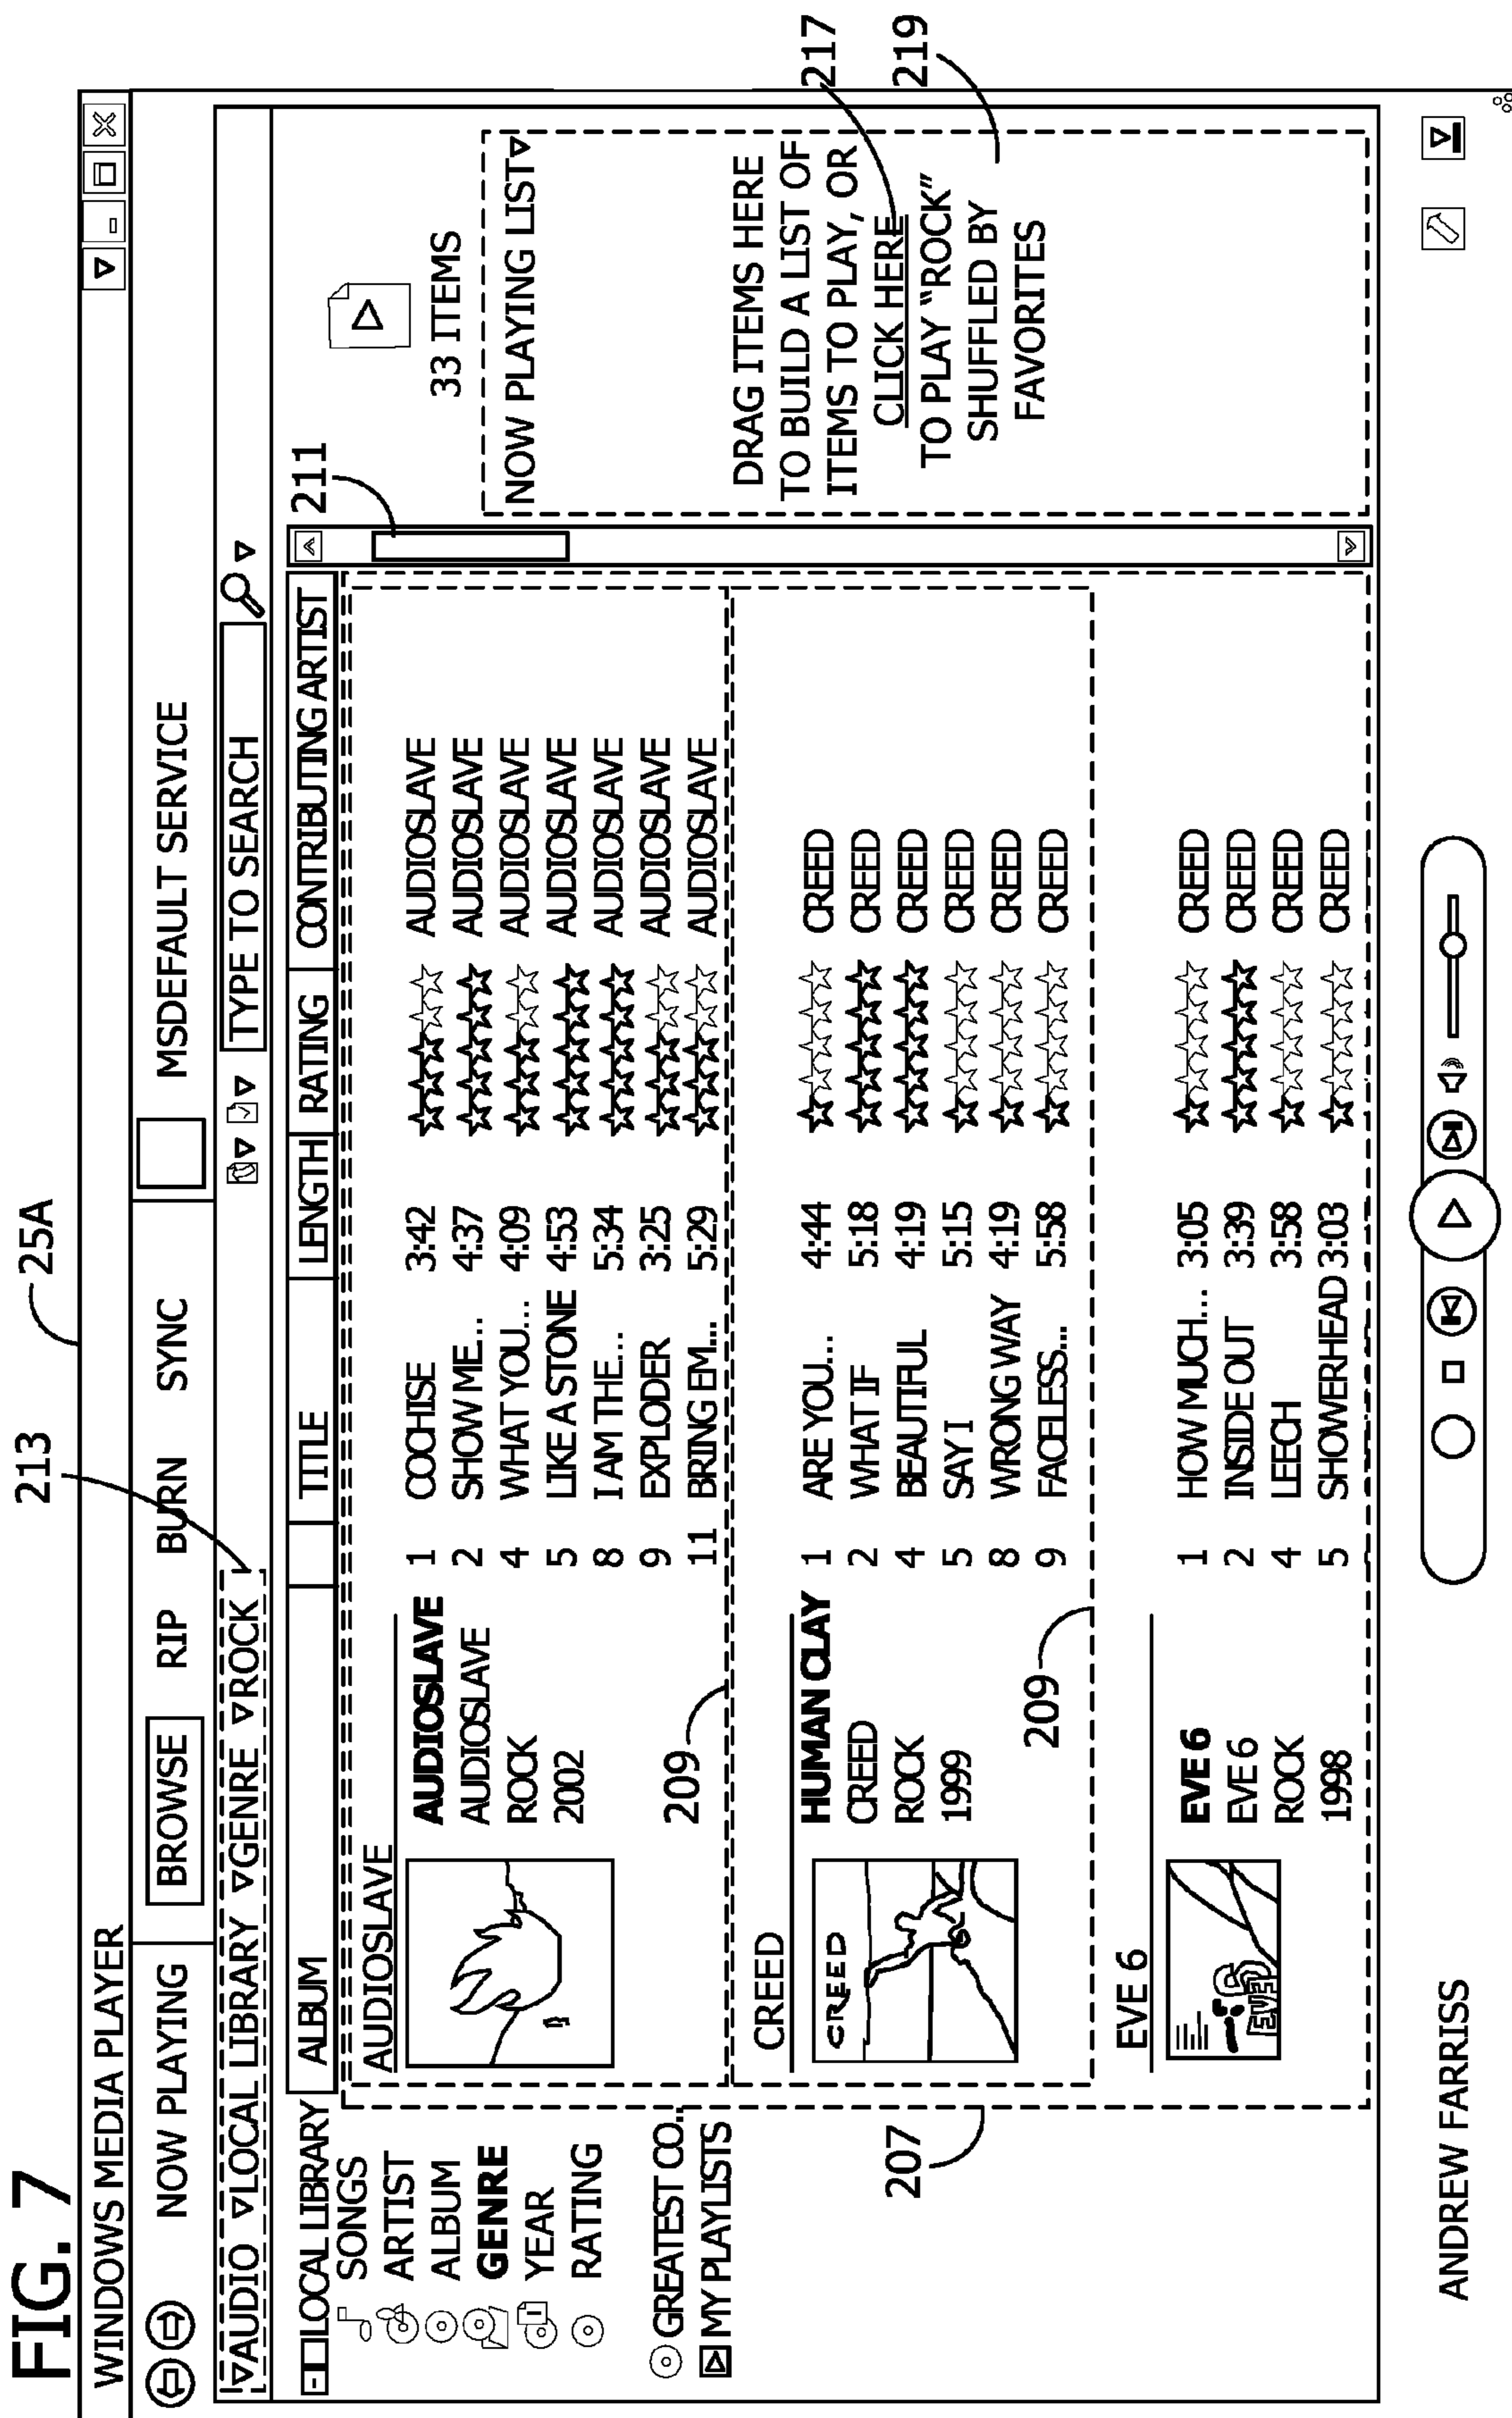 FIG. 7
213
25A
WINDOWS MEDIA PLAYER
NOW PLAYING BROWSE RIP BURN SYNC MSDEFAULT SERVICE
AUDIO LOCAL LIBRARY GENRE ROCK TYPE TO SEARCH
LOCAL LIBRARY
SONGS
ARTIST
ALBUM
GENRE
YEAR
RATING
GREATEST CO..
MY PLAYLISTS
207
ALBUM TITLE LENGTH RATING CONTRIBUTING ARTIST
211
AUDIOSLAVE
AUDIOSLAVE 1 COCHISE 3:42 AUDIOSLAVE
AUDIOSLAVE 2 SHOW ME... 4:37 AUDIOSLAVE
ROCK 4 WHAT YOU... 4:09 AUDIOSLAVE
2002 5 LIKE A STONE 4:53 AUDIOSLAVE
8 I AM THE... 5:34 AUDIOSLAVE
9 EXPLODER 3:25 AUDIOSLAVE
209 11 BRING EM... 5:29 AUDIOSLAVE
CREED
CREED
HUMAN CLAY 1 ARE YOU... 4:44 CREED
CREED 2 WHAT IF 5:18 CREED
ROCK 4 BEAUTIFUL 4:19 CREED
1999 5 SAY I 5:15 CREED
8 WRONG WAY 4:19 CREED
209 9 FACELESS... 5:58 CREED
EVE 6
EVE 6
EVE 6 1 HOW MUCH... 3:05 CREED
EVE 6 2 INSIDE OUT 3:39 CREED
ROCK 4 LEECH 3:58 CREED
1998 5 SHOWERHEAD 3:03 CREED
33 ITEMS
NOW PLAYING LIST
DRAG ITEMS HERE
TO BUILD A LIST OF
ITEMS TO PLAY, OR
CLICK HERE
TO PLAY "ROCK"
SHUFFLED BY
FAVORITES
217
219
ANDREW FARRISS